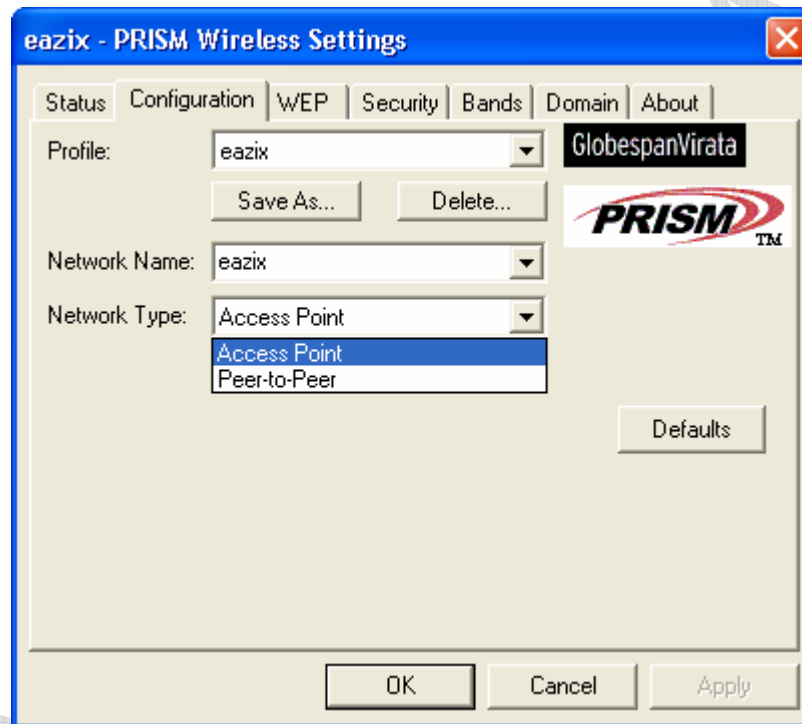 eazix - PRISM Wireless Settings
Status Configuration WEP Security Bands Domain About
Profile: eazix
GlobespanVirata
Save As... Delete...
PRISM TM
Network Name: eazix
Network Type: Access Point
Access Point
Peer-to-Peer
Defaults
OK Cancel Apply